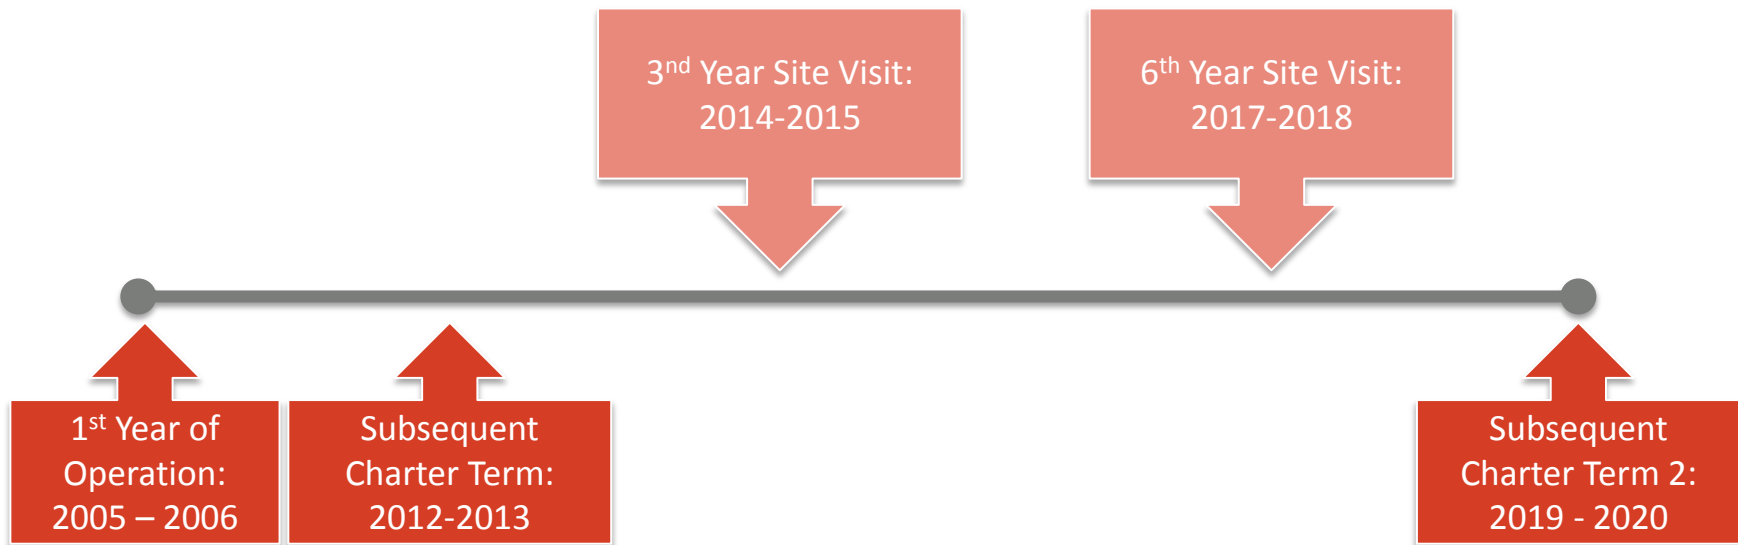 3nd Year Site Visit:
2014-2015
6th Year Site Visit:
2017-2018
1st Year of
Operation:
2005 – 2006
Subsequent
Charter Term:
2012-2013
Subsequent
Charter Term 2:
2019 - 2020